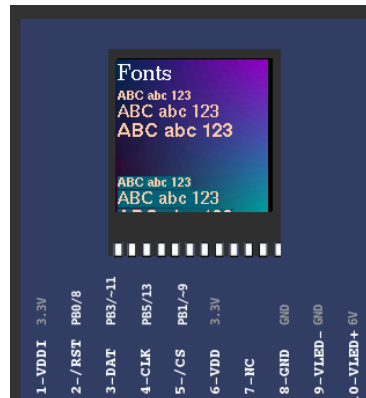 Fonts
ABC abc 123
ABC abc 123
ABC abc 123
ABC abc 123
ABC abc 123
1-VDDI 3.3V
2-/RST PB0/8
3-DAT PB3/~11
4-CLK PB5/13
5-/CS PB1/~9
6-VDD 3.3V
7-NC
8-GND GND
9-VLED- GND
0-VLED+ 6V